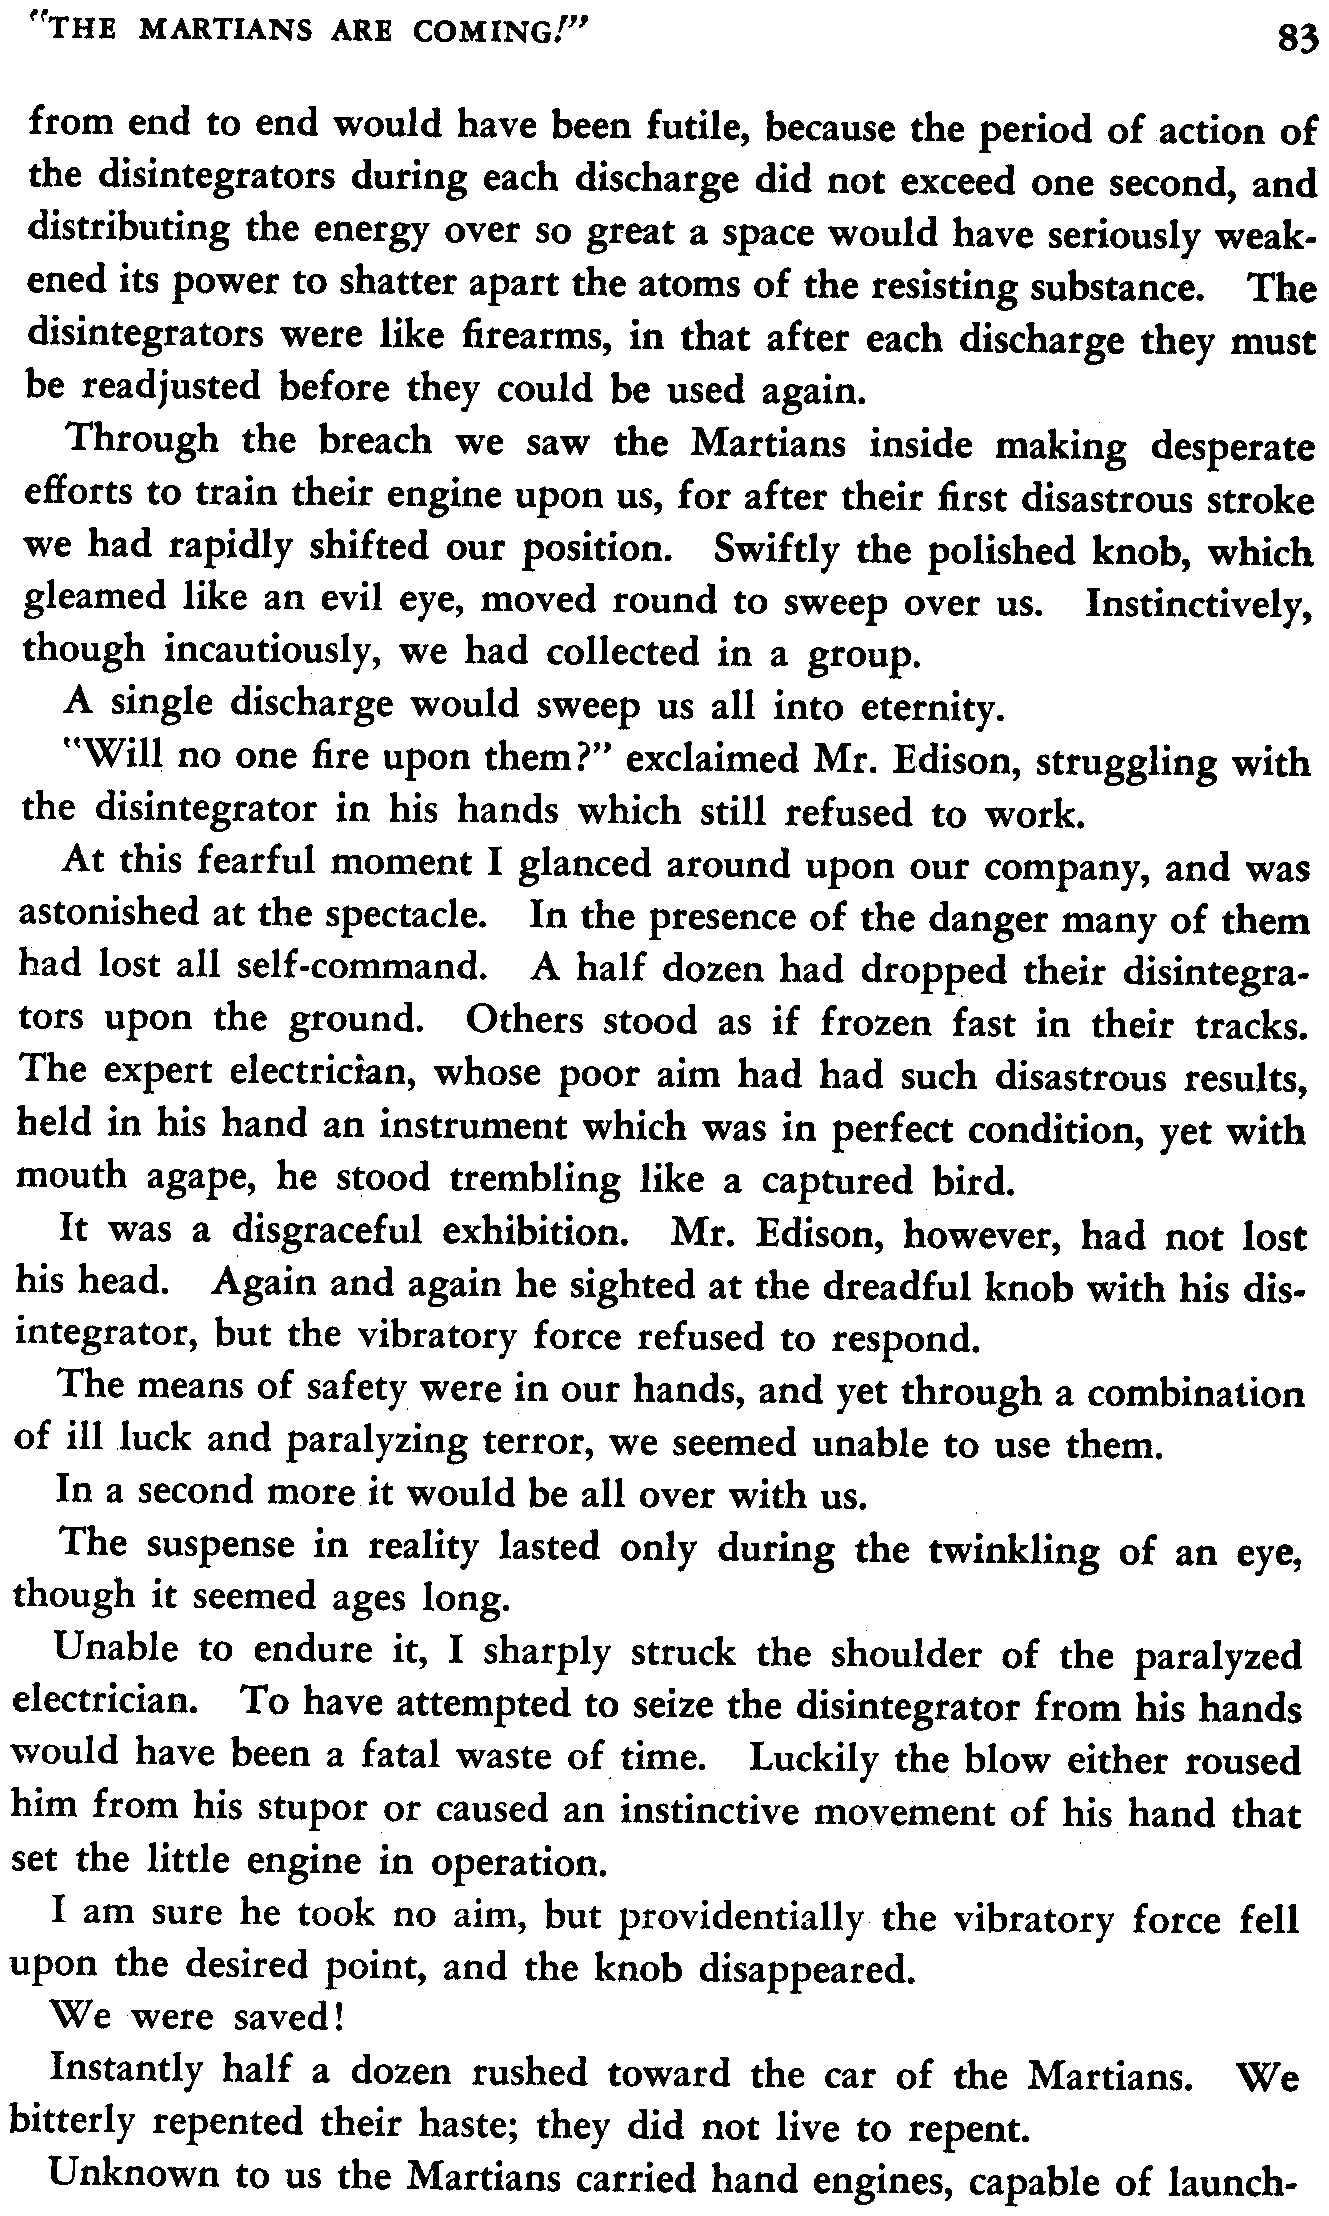 "THE MARTIANS ARE COMING!" 83
from end to end would have been futile, because the period of action of
the disintegrators during each discharge did not exceed one second, and
distributing the energy over so great a space would have seriously weak-
ened its power to shatter apart the atoms of the resisting substance. The
disintegrators were like firearms, in that after each discharge they must
be readjusted before they could be used again.
Through the breach we saw the Martians inside making desperate
efforts to train their engine upon us, for after their first disastrous stroke
we had rapidly shifted our position. Swiftly the polished knob, which
gleamed like an evil eye, moved round to sweep over us. Instinctively,
though incautiously, we had collected in a group.
A single discharge would sweep us all into eternity.
"Will no one fire upon them?" exclaimed Mr. Edison, struggling with
the disintegrator in his hands which still refused to work.
At this fearful moment I glanced around upon our company, and was
astonished at the spectacle. In the presence of the danger many of them
had lost all self-command. A half dozen had dropped their disintegra-
tors upon the ground. Others stood as if frozen fast in their tracks.
The expert electrician, whose poor aim had had such disastrous results,
held in his hand an instrument which was in perfect condition, yet with
mouth agape, he stood trembling like a captured bird.
It was a disgraceful exhibition. Mr. Edison, however, had not lost
his head. Again and again he sighted at the dreadful knob with his dis-
integrator, but the vibratory force refused to respond.
The means of safety were in our hands, and yet through a combination
of ill luck and paralyzing terror, we seemed unable to use them.
In a second more it would be all over with us.
The suspense in reality lasted only during the twinkling of an eye,
though it seemed ages long.
Unable to endure it, I sharply struck the shoulder of the paralyzed
electrician. To have attempted to seize the disintegrator from his hands
would have been a fatal waste of time. Luckily the blow either roused
him from his stupor or caused an instinctive movement of his hand that
set the little engine in operation.
I am sure he took no aim, but providentially the vibratory force fell
upon the desired point, and the knob disappeared.
We were saved!
Instantly half a dozen rushed toward the car of the Martians. We
bitterly repented their haste; they did not live to repent.
Unknown to us the Martians carried hand engines, capable of launch-